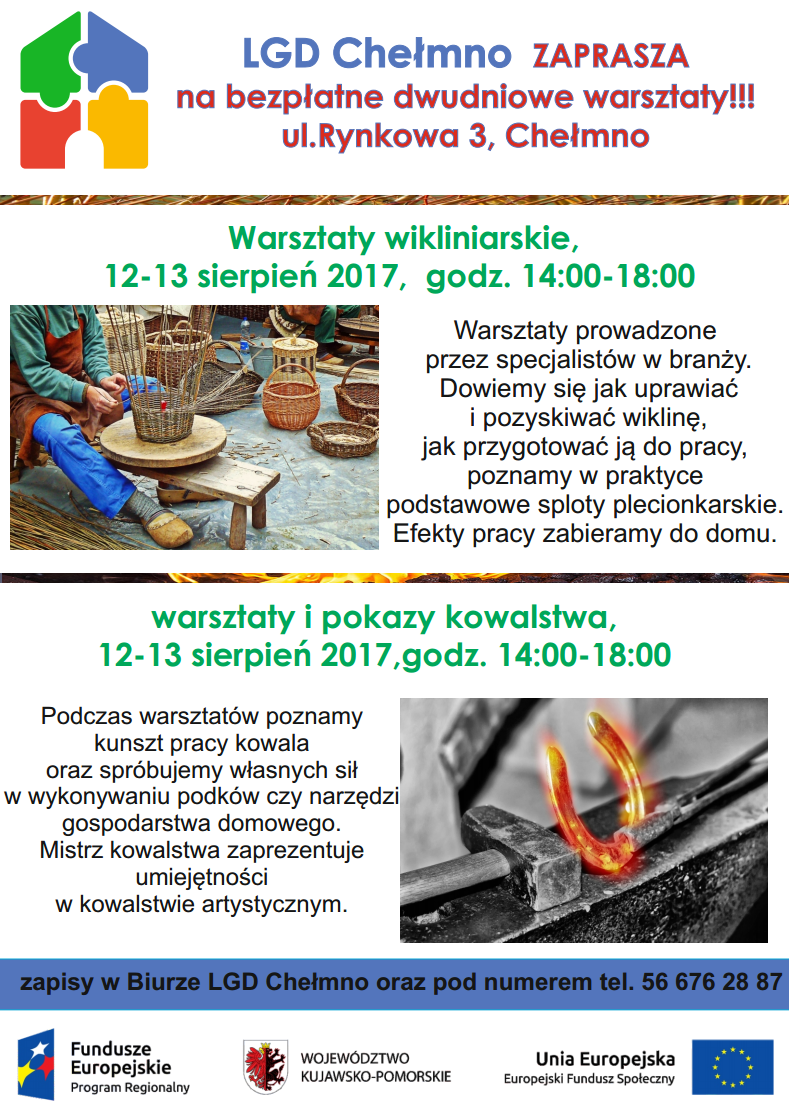 LGD Chełmno ZAPRASZA
na bezpłatne dwudniowe warsztaty!!!
ul.Rynkowa 3, Chełmno
Warsztaty wikliniarskie,
12-13 sierpień 2017, godz. 14:00-18:00
Warsztaty prowadzone
przez specjalistów w branży.
Dowiemy się jak uprawiać
i pozyskiwać wiklinę,
jak przygotować ją do pracy,
poznamy w praktyce
podstawowe sploty plecionkarskie.
Efekty pracy zabieramy do domu.
warsztaty i pokazy kowalstwa,
12-13 sierpień 2017,godz. 14:00-18:00
Podczas warsztatów poznamy
kunszt pracy kowala
oraz spróbujemy własnych sił
w wykonywaniu podków czy narzędzi
gospodarstwa domowego.
Mistrz kowalstwa zaprezentuje
umiejętności
w kowalstwie artystycznym.
zapisy w Biurze LGD Chełmno oraz pod numerem tel. 56 676 28 87
Fundusze
Europejskie
Program Regionalny
WOJEWÓDZTWO
KUJAWSKO-POMORSKIE
Unia Europejska
Europejski Fundusz Społeczny